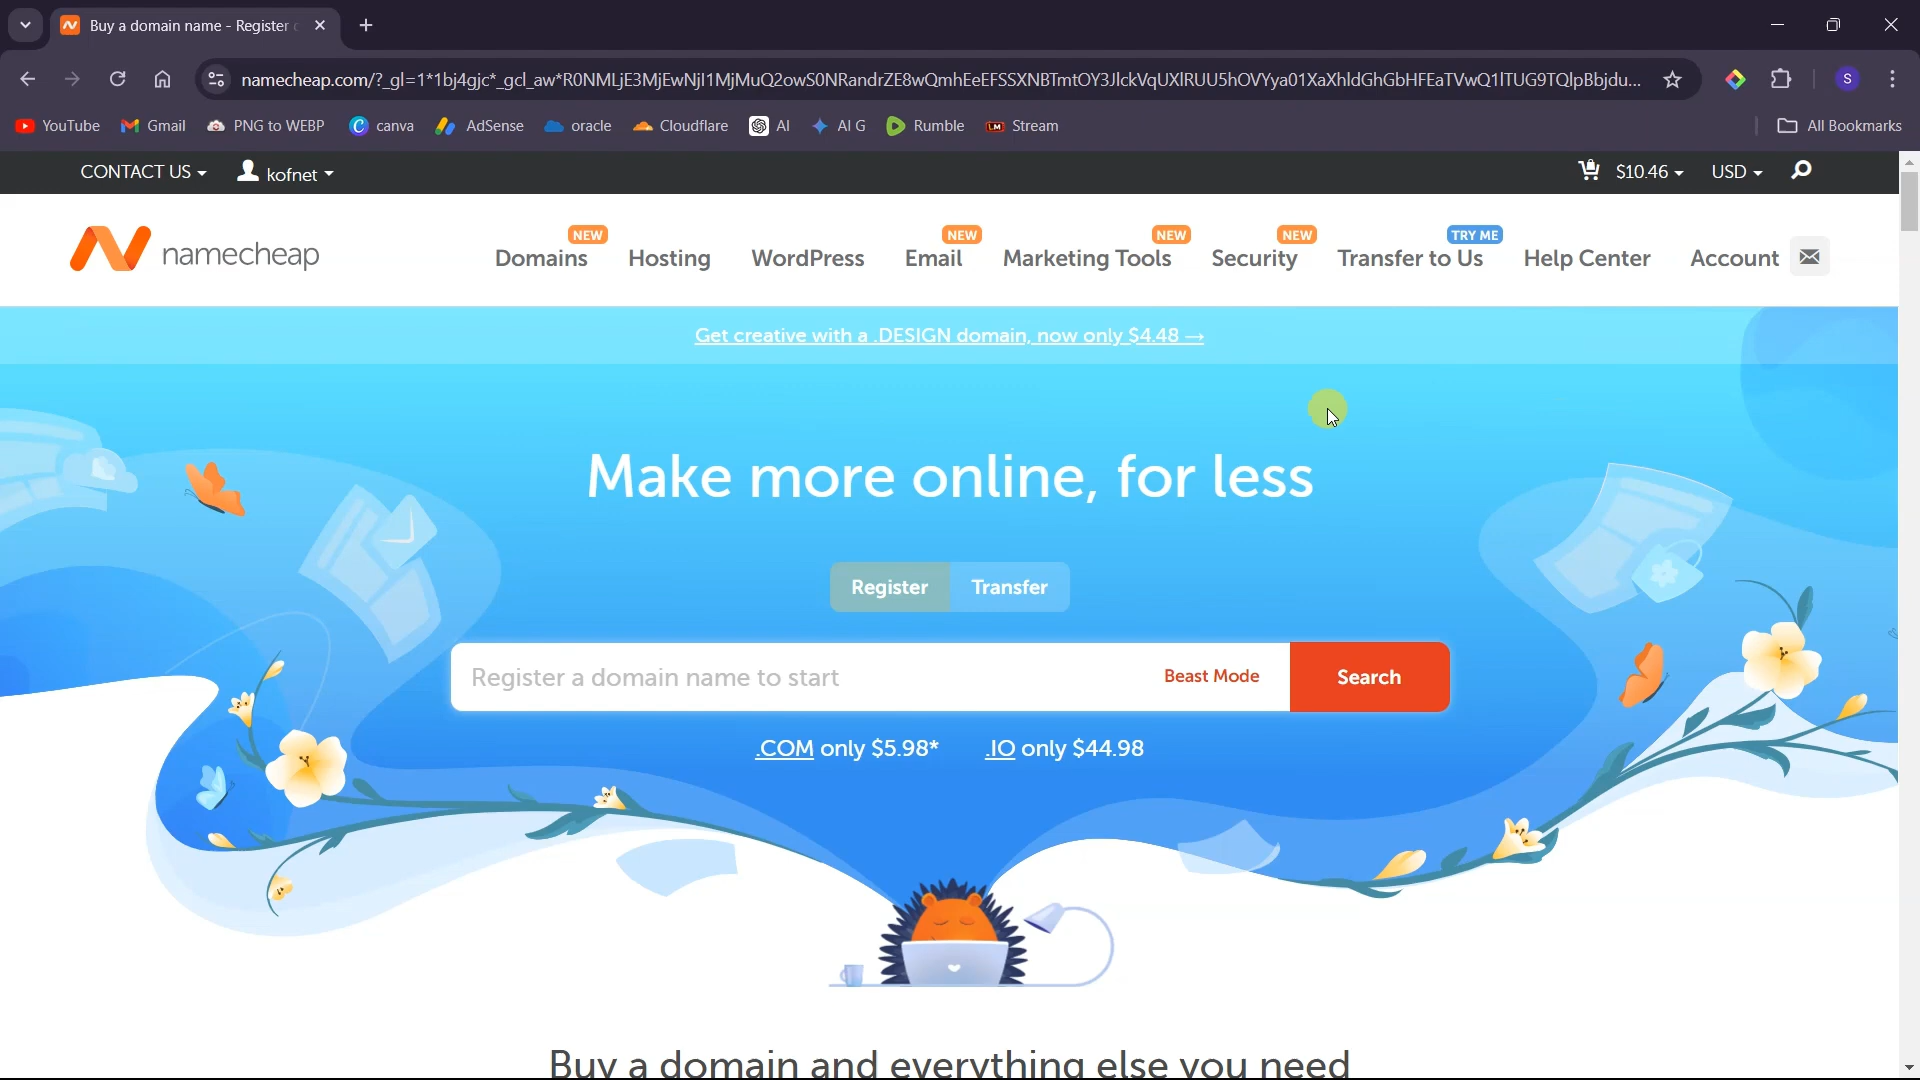 Buy a domain name - Register
namecheap.com/?_gl=1*1bj4gjc*_gcl_aw*R0NMLjE3MjEwNjI1MjMuQ2owS0NRandrZE8wQmhEeEFSSXNBTmtOY3JlckVqUXlRUU5hOVYya01XaXhldGhGbHFEaTVwQ1lTUG9TQlpBbjdu...
S
YouTube Gmail PNG to WEBP canva AdSense oracle Cloudflare AI AI G Rumble LM Stream All Bookmarks
CONTACT US kofnet $10.46 USD
NEW NEW NEW NEW TRY ME
namecheap Domains Hosting WordPress Email Marketing Tools Security Transfer to Us Help Center Account
Get creative with a .DESIGN domain, now only $4.48 →
Make more online, for less
Register Transfer
Register a domain name to start Beast Mode Search
.COM only $5.98* .IO only $44.98
Buy a domain and everything else you need